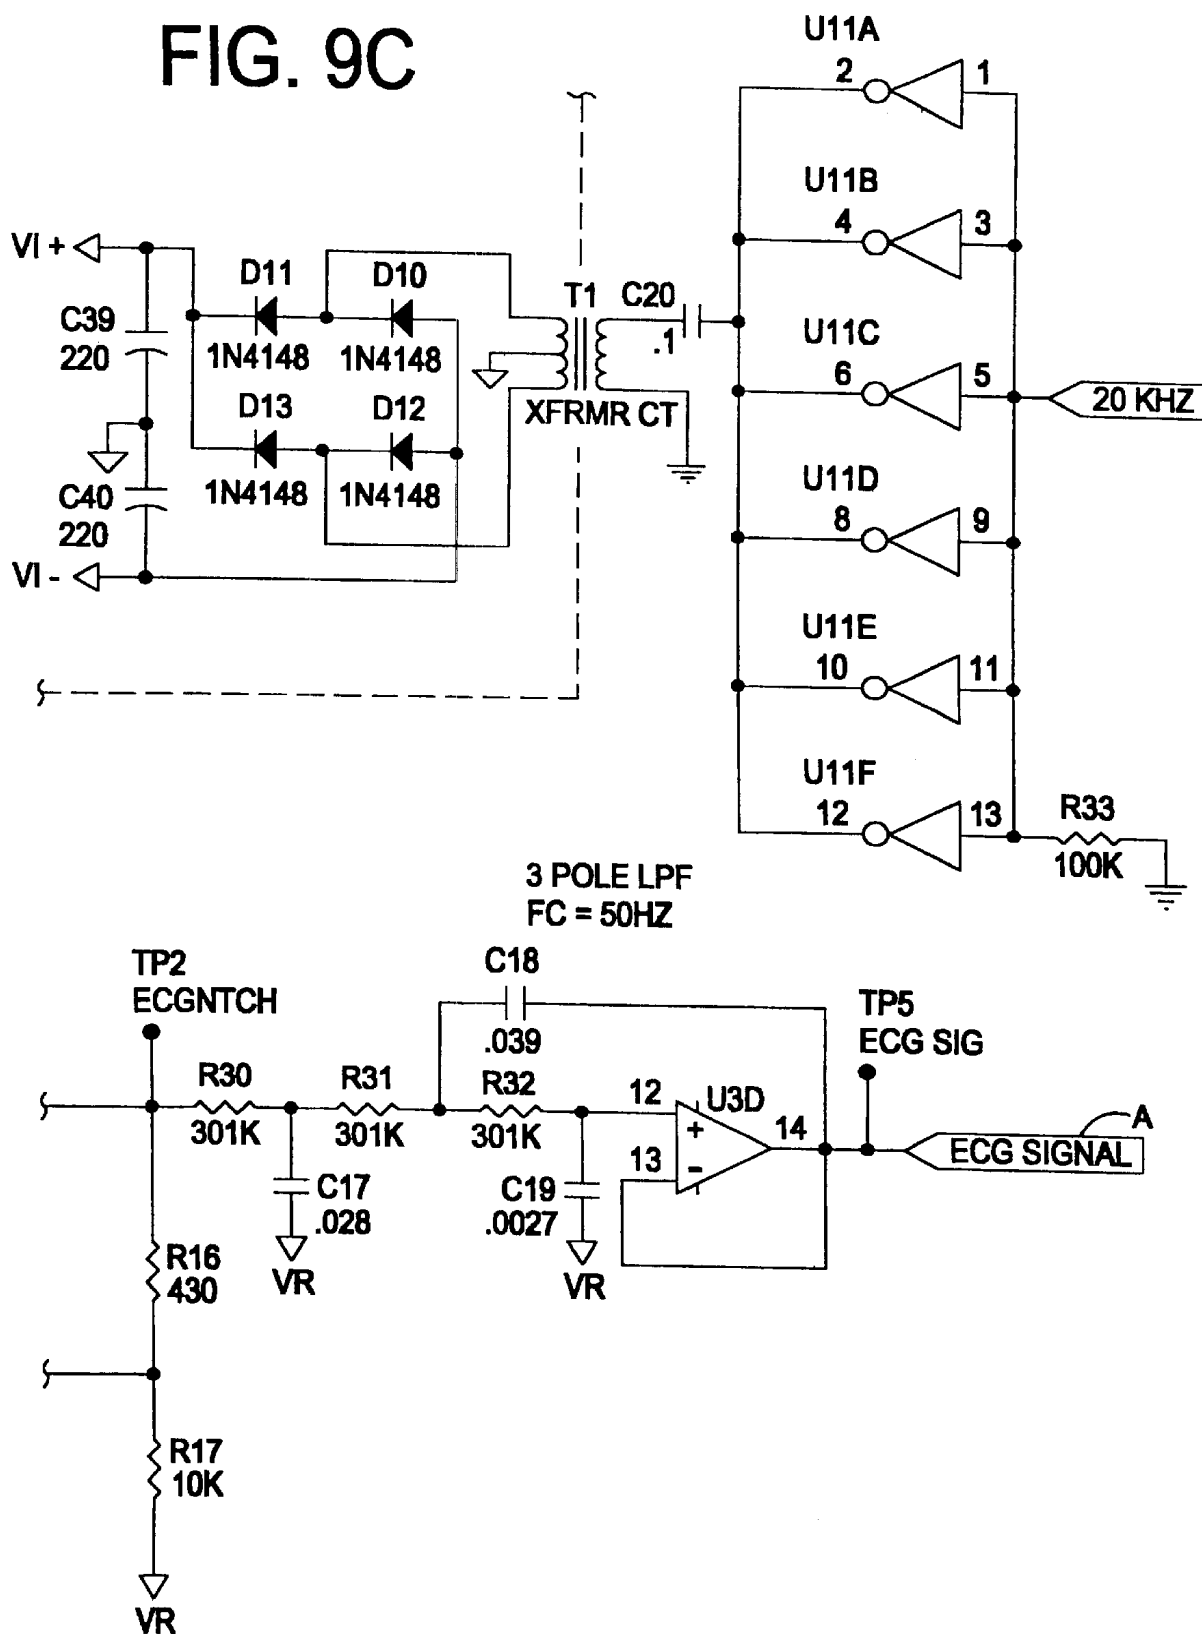 FIG. 9C
U11A
2
1
U11B
4
3
VI +
D11
D10
T1
C20
.1
C39
220
1N4148
1N4148
U11C
6
5
20 KHZ
D13
D12
XFRMR CT
C40
220
1N4148
1N4148
U11D
8
9
VI -
U11E
10
11
U11F
12
13
R33
100K
3 POLE LPF
FC = 50HZ
TP2
ECGNTCH
C18
.039
TP5
ECG SIG
R30
301K
R31
301K
R32
301K
12
13
+
-
U3D
14
A
ECG SIGNAL
C17
.028
C19
.0027
VR
VR
R16
430
R17
10K
VR